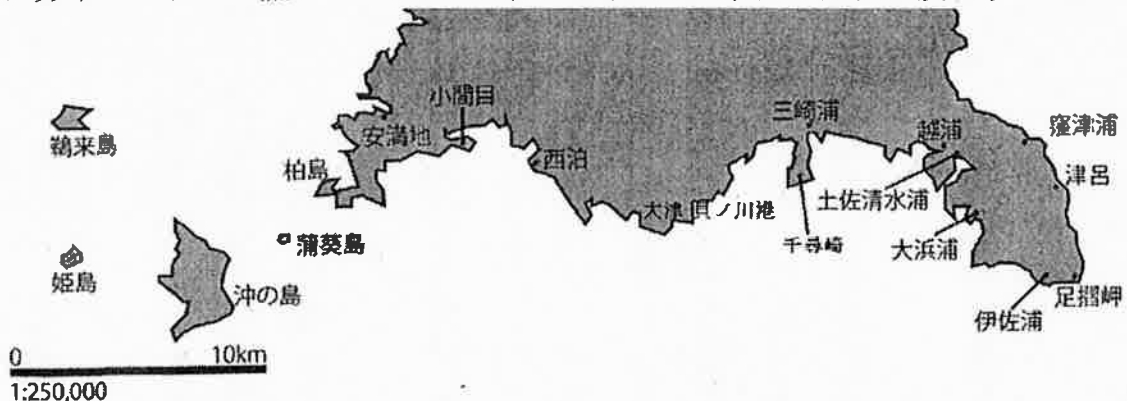 小間目
三崎浦
越浦
窪津浦
鵜来島
安満地
柏島
西泊
津呂
土佐清水浦
大津
貝ノ川港
千尋崎
大浜浦
蒲葵島
姫島
沖の島
足摺岬
伊佐浦
0 10km
1:250,000